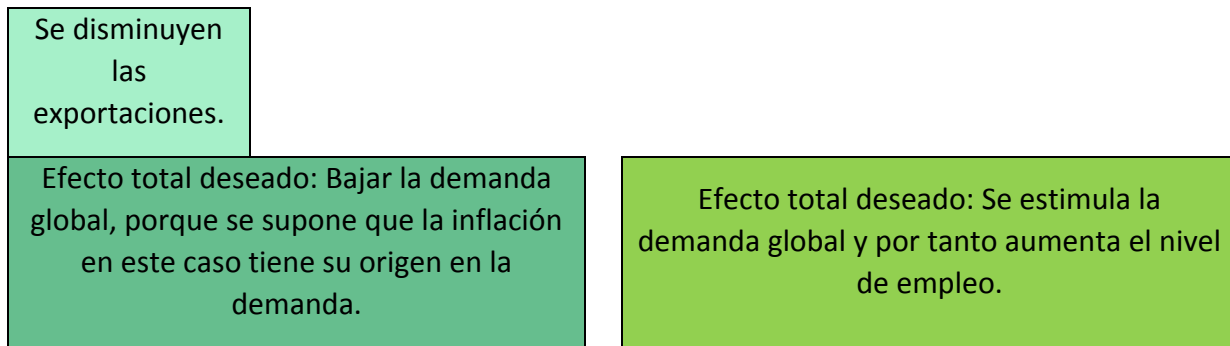 Se disminuyen
las
exportaciones.
Efecto total deseado: Bajar la demanda
global, porque se supone que la inflación
en este caso tiene su origen en la
demanda.
Efecto total deseado: Se estimula la
demanda global y por tanto aumenta el nivel
de empleo.